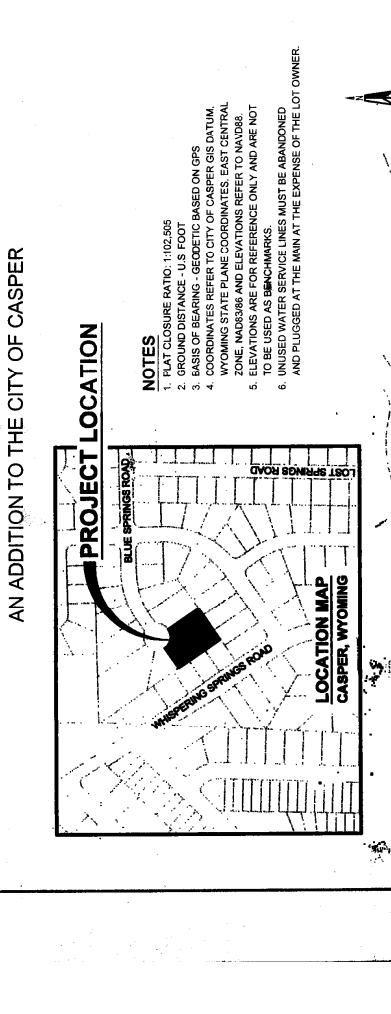 AN ADDITION TO THE CITY OF CASPER
PROJECT LOCATION
BLUE SPRINGS ROAD
LOST SPRINGS ROAD
WHISPERING SPRINGS ROAD
LOCATION MAP
CASPER, WYOMING
NOTES
1. PLAT CLOSURE RATIO: 1:102,505
2. GROUND DISTANCE - U.S FOOT
3. BASIS OF BEARING - GEODETIC BASED ON GPS
4. COORDINATES REFER TO CITY OF CASPER GIS DATUM.
WYOMING STATE PLANE COORDINATES, EAST CENTRAL
ZONE, NAD83/86 AND ELEVATIONS REFER TO NAVD88.
5. ELEVATIONS ARE FOR REFERENCE ONLY AND ARE NOT
TO BE USED AS BENCHMARKS.
6. UNUSED WATER SERVICE LINES MUST BE ABANDONED
AND PLUGGED AT THE MAIN AT THE EXPENSE OF THE LOT OWNER.
N